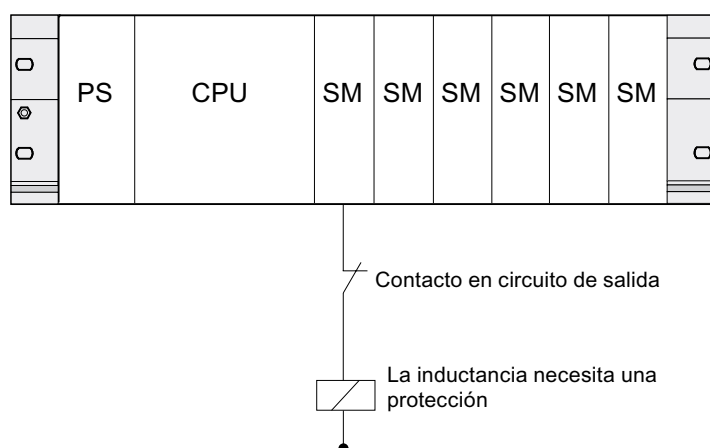 PS CPU SM SM SM SM SM SM
Contacto en circuito de salida
La inductancia necesita una
protección